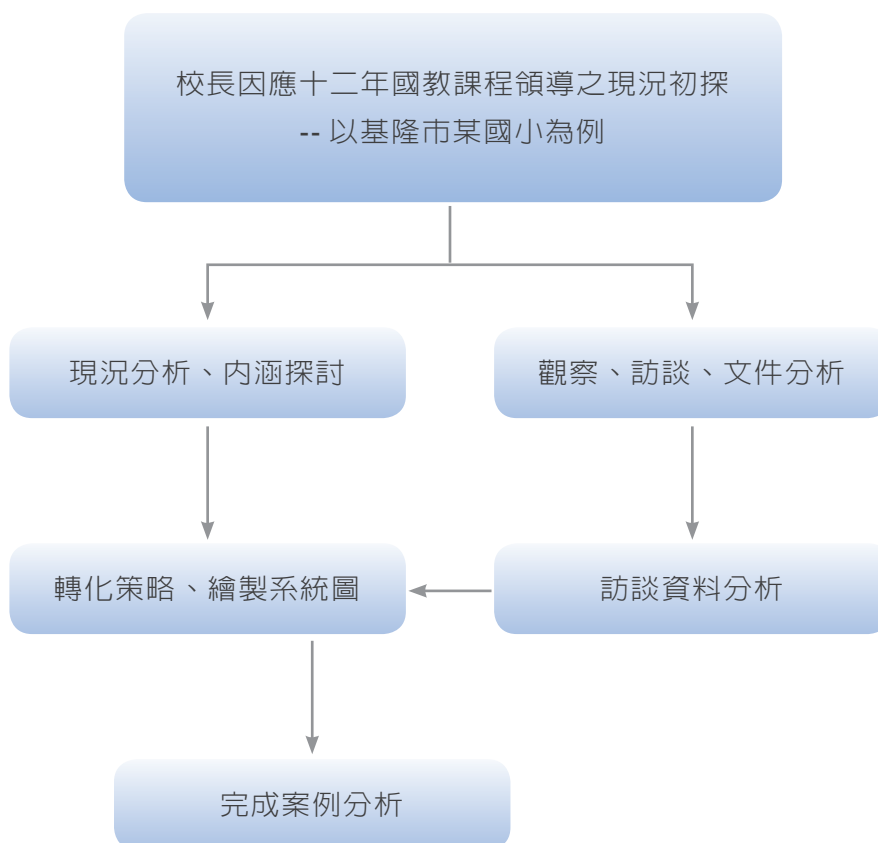 校長因應十二年國教課程領導之現況初探
-- 以基隆市某國小為例
現況分析、內涵探討
觀察、訪談、文件分析
轉化策略、繪製系統圖
訪談資料分析
完成案例分析